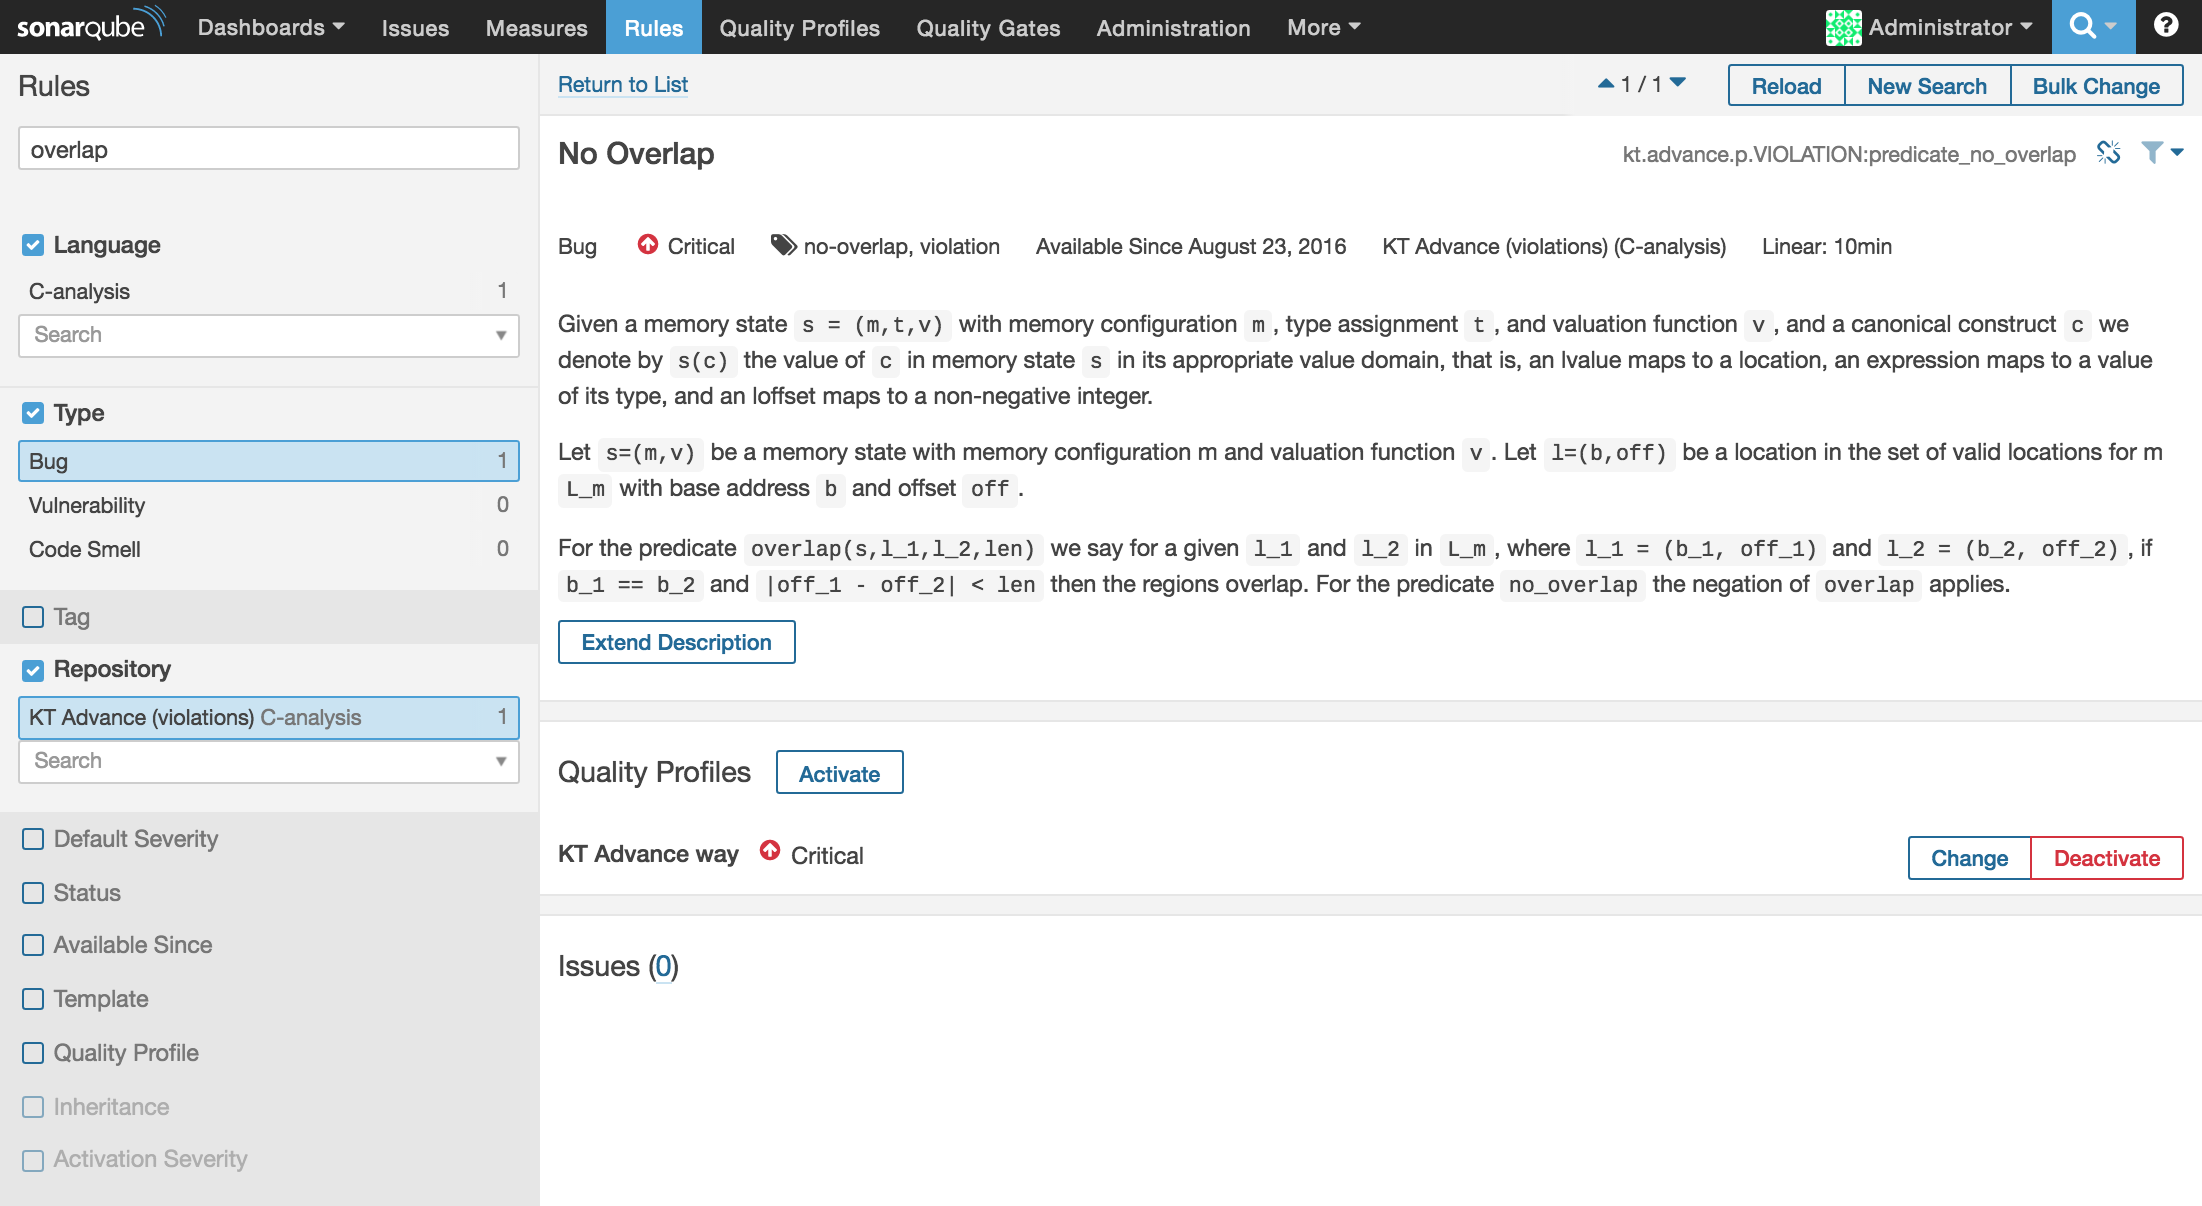 sonarqube Dashboards Issues Measures Rules Quality Profiles Quality Gates Administration More Administrator ?
Rules
overlap
Language
C-analysis 1
Search
Type
Bug 1
Vulnerability 0
Code Smell 0
Tag
Repository
KT Advance (violations) C-analysis 1
Search
Default Severity
Status
Available Since
Template
Quality Profile
Inheritance
Activation Severity
Return to List 1 / 1 Reload New Search Bulk Change
No Overlap kt.advance.p.VIOLATION:predicate_no_overlap
Bug Critical no-overlap, violation Available Since August 23, 2016 KT Advance (violations) (C-analysis) Linear: 10min
Given a memory state s = (m,t,v) with memory configuration m , type assignment t , and valuation function v , and a canonical construct c we
denote by s(c) the value of c in memory state s in its appropriate value domain, that is, an lvalue maps to a location, an expression maps to a value
of its type, and an loffset maps to a non-negative integer.
Let s=(m,v) be a memory state with memory configuration m and valuation function v . Let l=(b,off) be a location in the set of valid locations for m
L_m with base address b and offset off .
For the predicate overlap(s,l_1,l_2,len) we say for a given l_1 and l_2 in L_m , where l_1 = (b_1, off_1) and l_2 = (b_2, off_2) , if
b_1 == b_2 and |off_1 - off_2| < len then the regions overlap. For the predicate no_overlap the negation of overlap applies.
Extend Description
Quality Profiles Activate
KT Advance way Critical Change Deactivate
Issues (0)